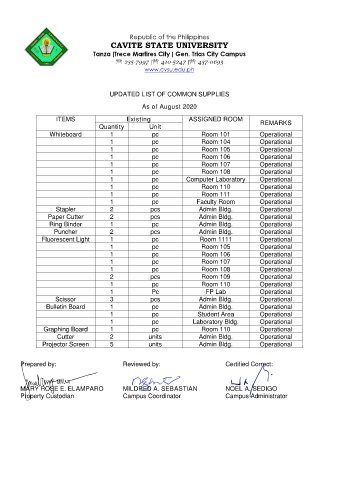 Republic of the Philippines
CAVITE STATE UNIVERSITY
Tanza |Trece Martires City | Gen. Trias City Campus
www.cvsu.edu.ph
UPDATED LIST OF COMMON SUPPLIES
As of August 2020
ITEMS Existing ASSIGNED ROOM REMARKS
Quantity Unit
Whiteboard 1 pc Room 101 Operational
1 pc Room 104 Operational
1 pc Room 105 Operational
1 pc Room 106 Operational
1 pc Room 107 Operational
1 pc Room 108 Operational
1 pc Computer Laboratory Operational
1 pc Room 110 Operational
1 pc Room 111 Operational
1 pc Faculty Room Operational
Stapler 2 pcs Admin Bldg. Operational
Paper Cutter 2 pcs Admin Bldg. Operational
Ring Binder 1 pc Admin Bldg. Operational
Puncher 2 pcs Admin Bldg. Operational
Fluorescent Light 1 pc Room 1111 Operational
1 pc Room 105 Operational
1 pc Room 106 Operational
1 pc Room 107 Operational
1 pc Room 108 Operational
2 pcs Room 109 Operational
1 pc Room 110 Operational
1 Pc FP Lab Operational
Scissor 3 pcs Admin Bldg. Operational
Bulletin Board 1 pc Admin Bldg. Operational
1 pc Student Area Operational
1 pc Laboratory Bldg. Operational
Graphing Board 1 pc Room 110 Operational
Cutter 2 units Admin Bldg. Operational
Projector Screen 5 units Admin Bldg. Operational
Prepared by: Reviewed by: Certified Correct:
MARY ROSE E. ELAMPARO MILDRED A. SEBASTIAN NOEL A. SEDIGO
Property Custodian Campus Coordinator Campus Administrator